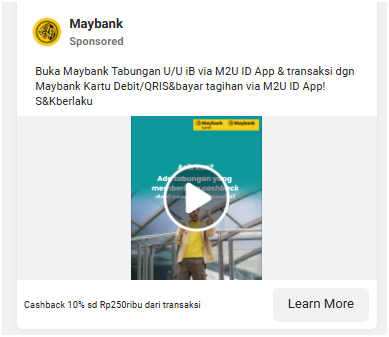 Maybank
Sponsored
Buka Maybank Tabungan U/U iB via M2U ID App & transaksi dgn
Maybank Kartu Debit/QRIS&bayar tagihan via M2U ID App!
S&Kberlaku
Maybank Maybank
Ada tabungan yang
memberikan cashback
Cashback 10% sd Rp250ribu dari transaksi
Learn More